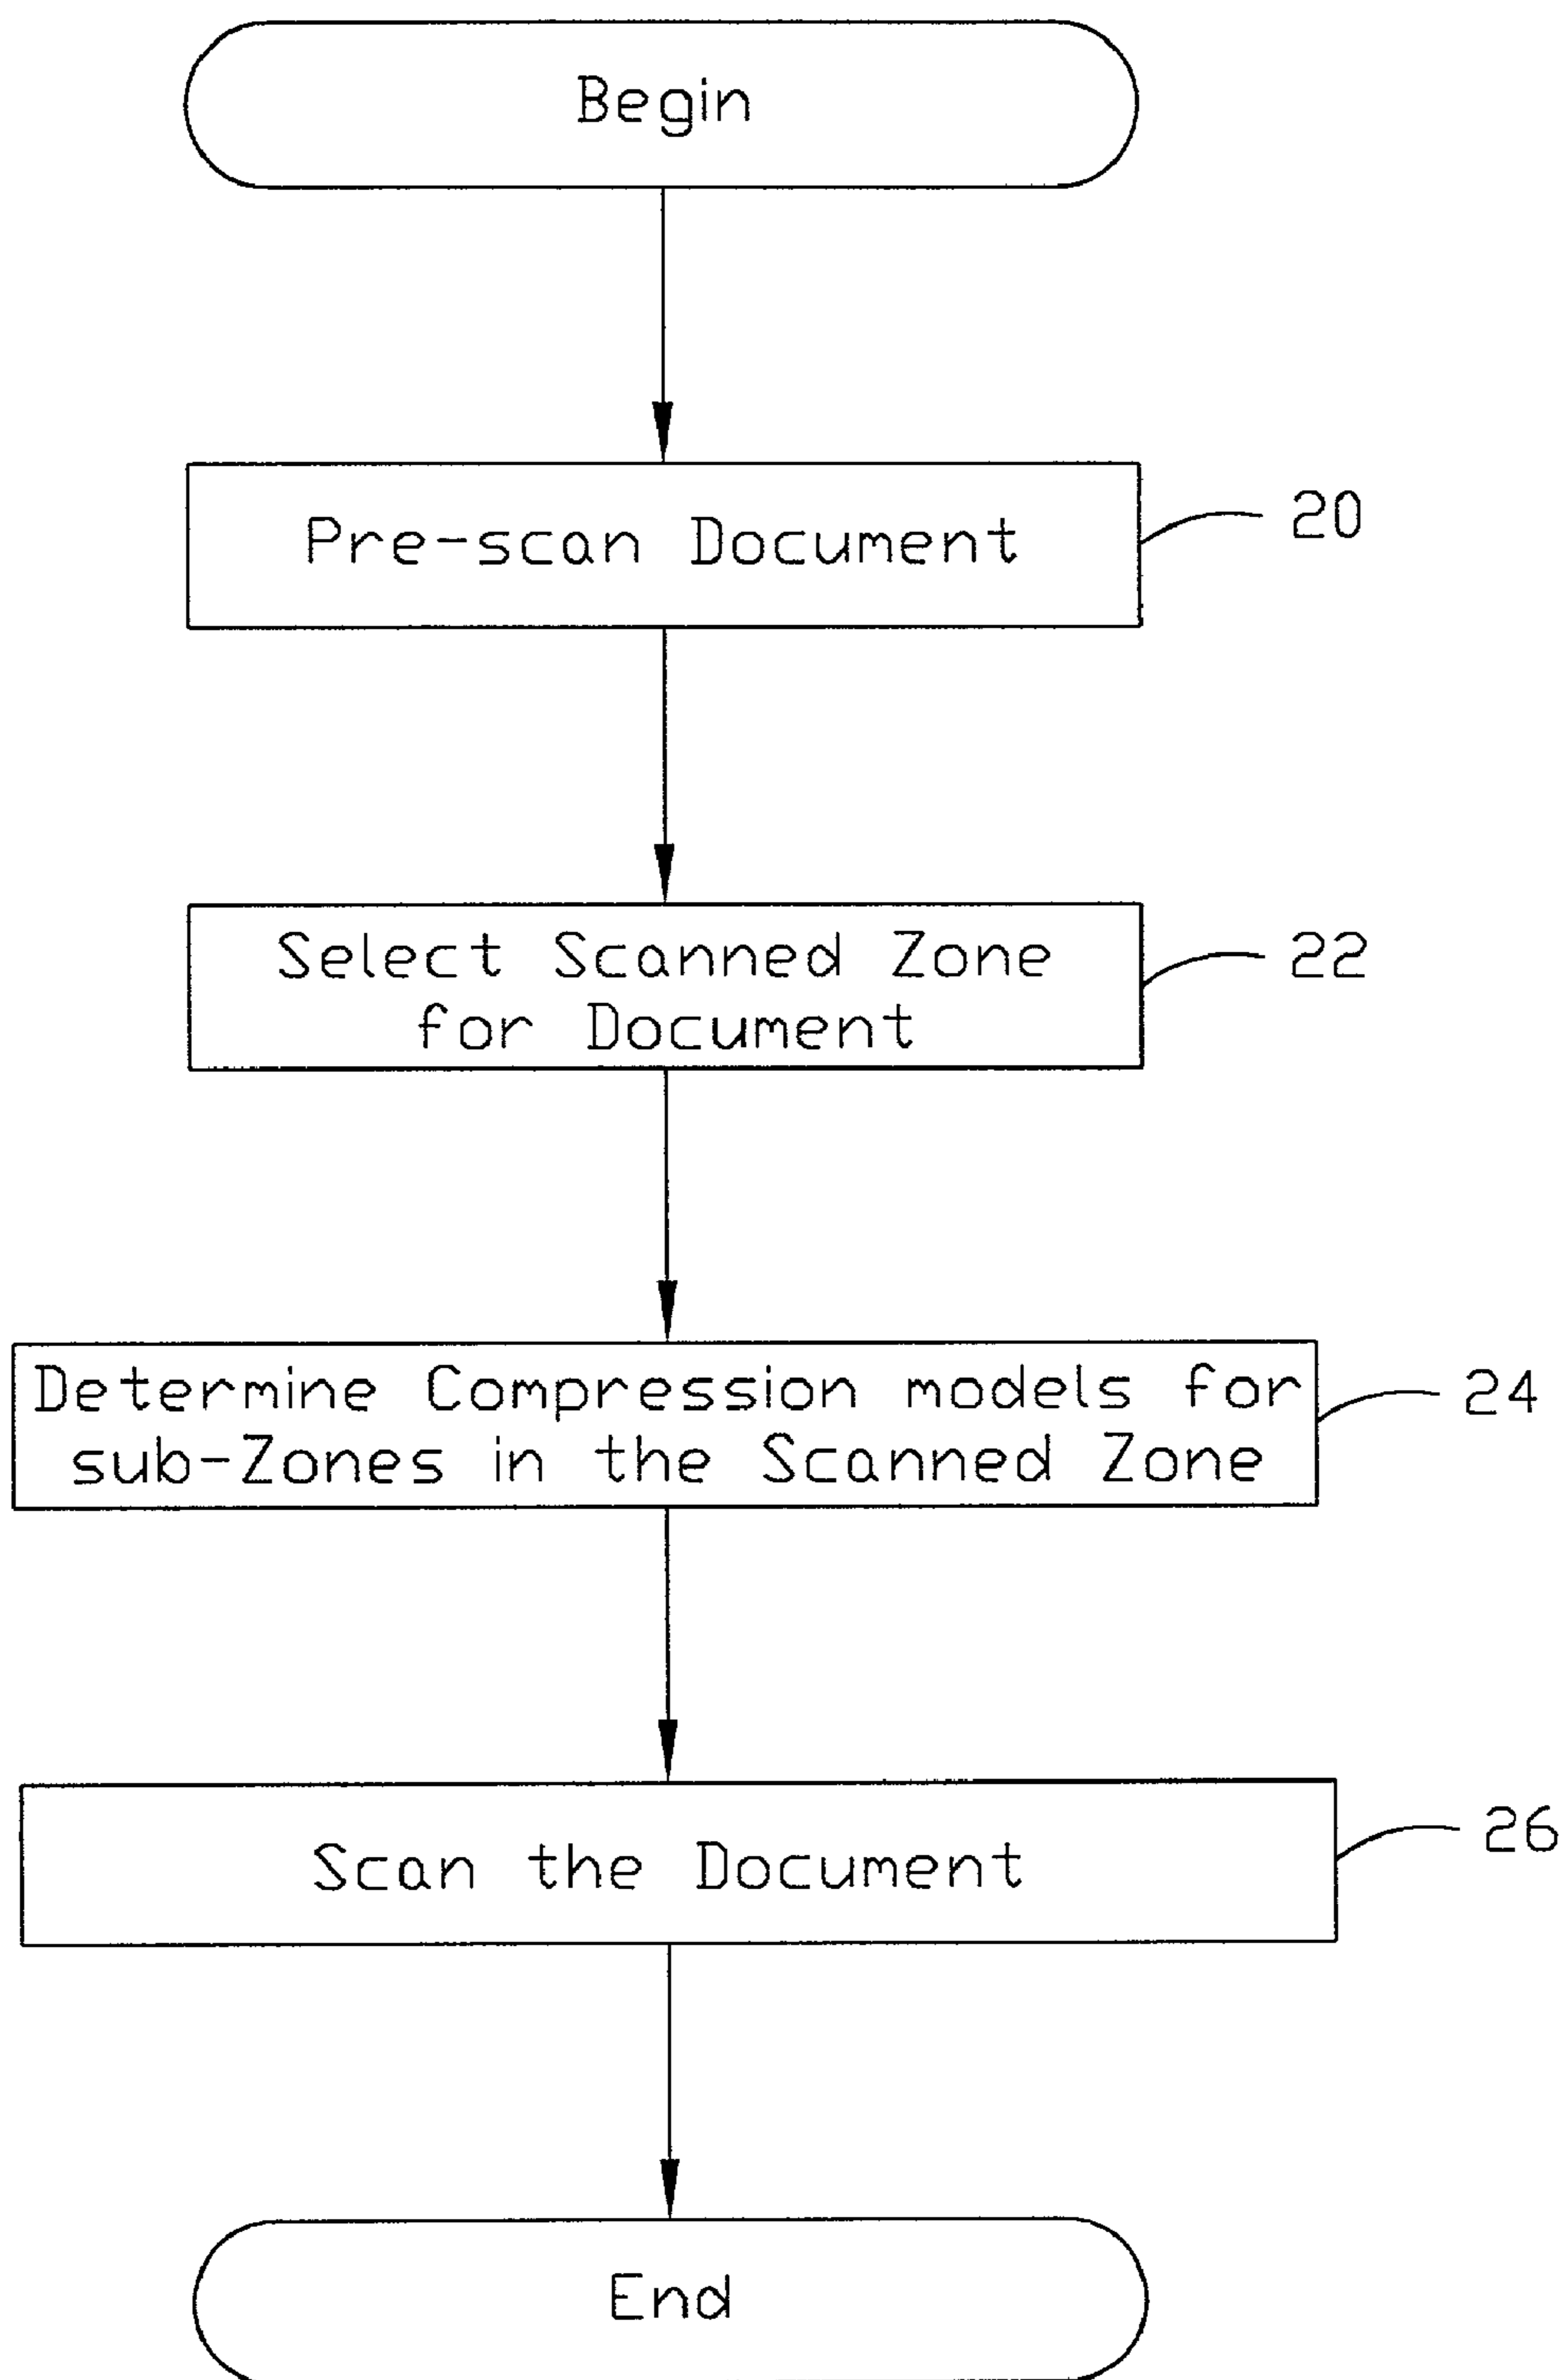 Begin
Pre-scan Document
20
Select Scanned Zone
for Document
22
Determine Compression models for
sub-Zones in the Scanned Zone
24
Scan the Document
26
End